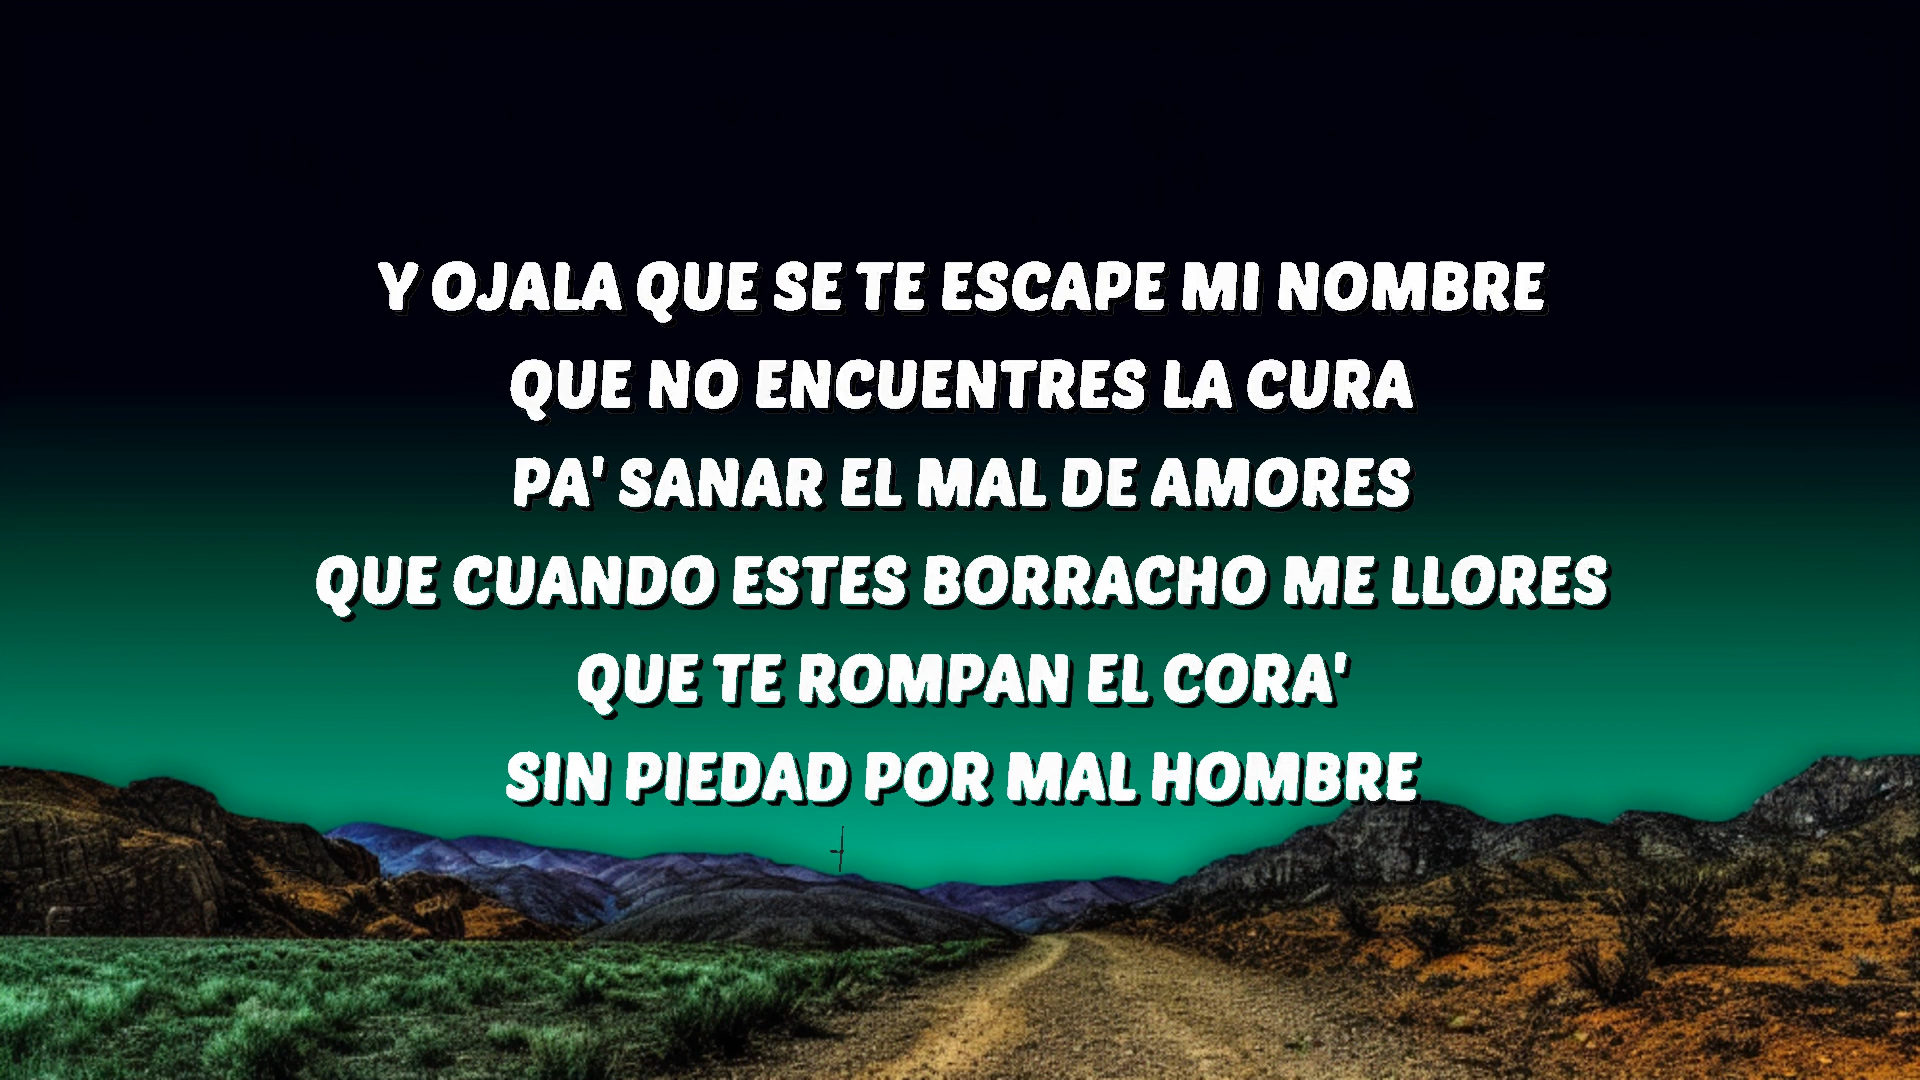 Y OJALA QUE SE TE ESCAPE MI NOMBRE
QUE NO ENCUENTRES LA CURA
PA' SANAR EL MAL DE AMORES
QUE CUANDO ESTES BORRACHO ME LLORES
QUE TE ROMPAN EL CORA'
SIN PIEDAD POR MAL HOMBRE